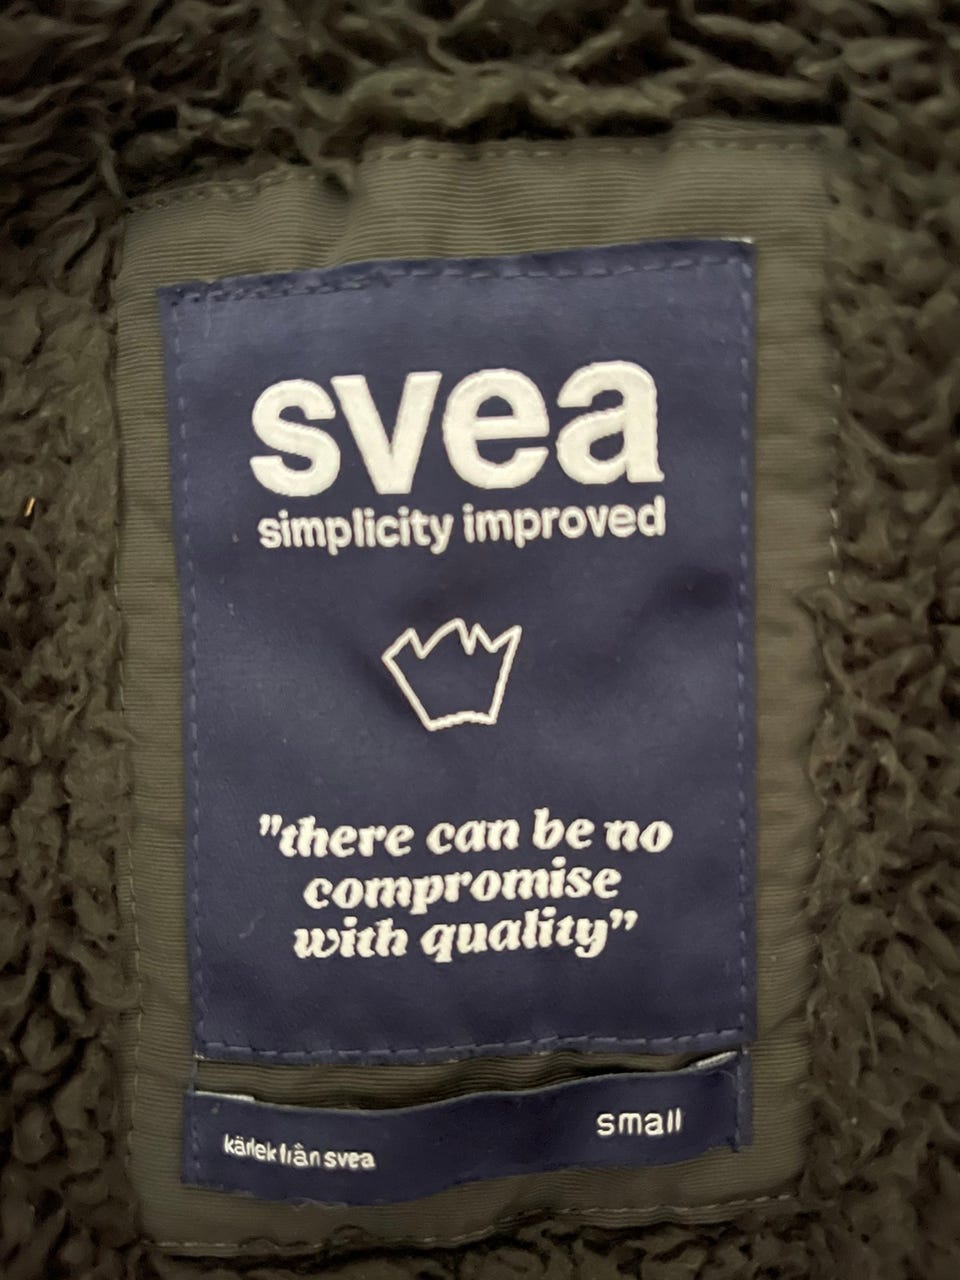 svea
simplicity improved
"there can be no
compromise
with quality”
small
kärlek från svea